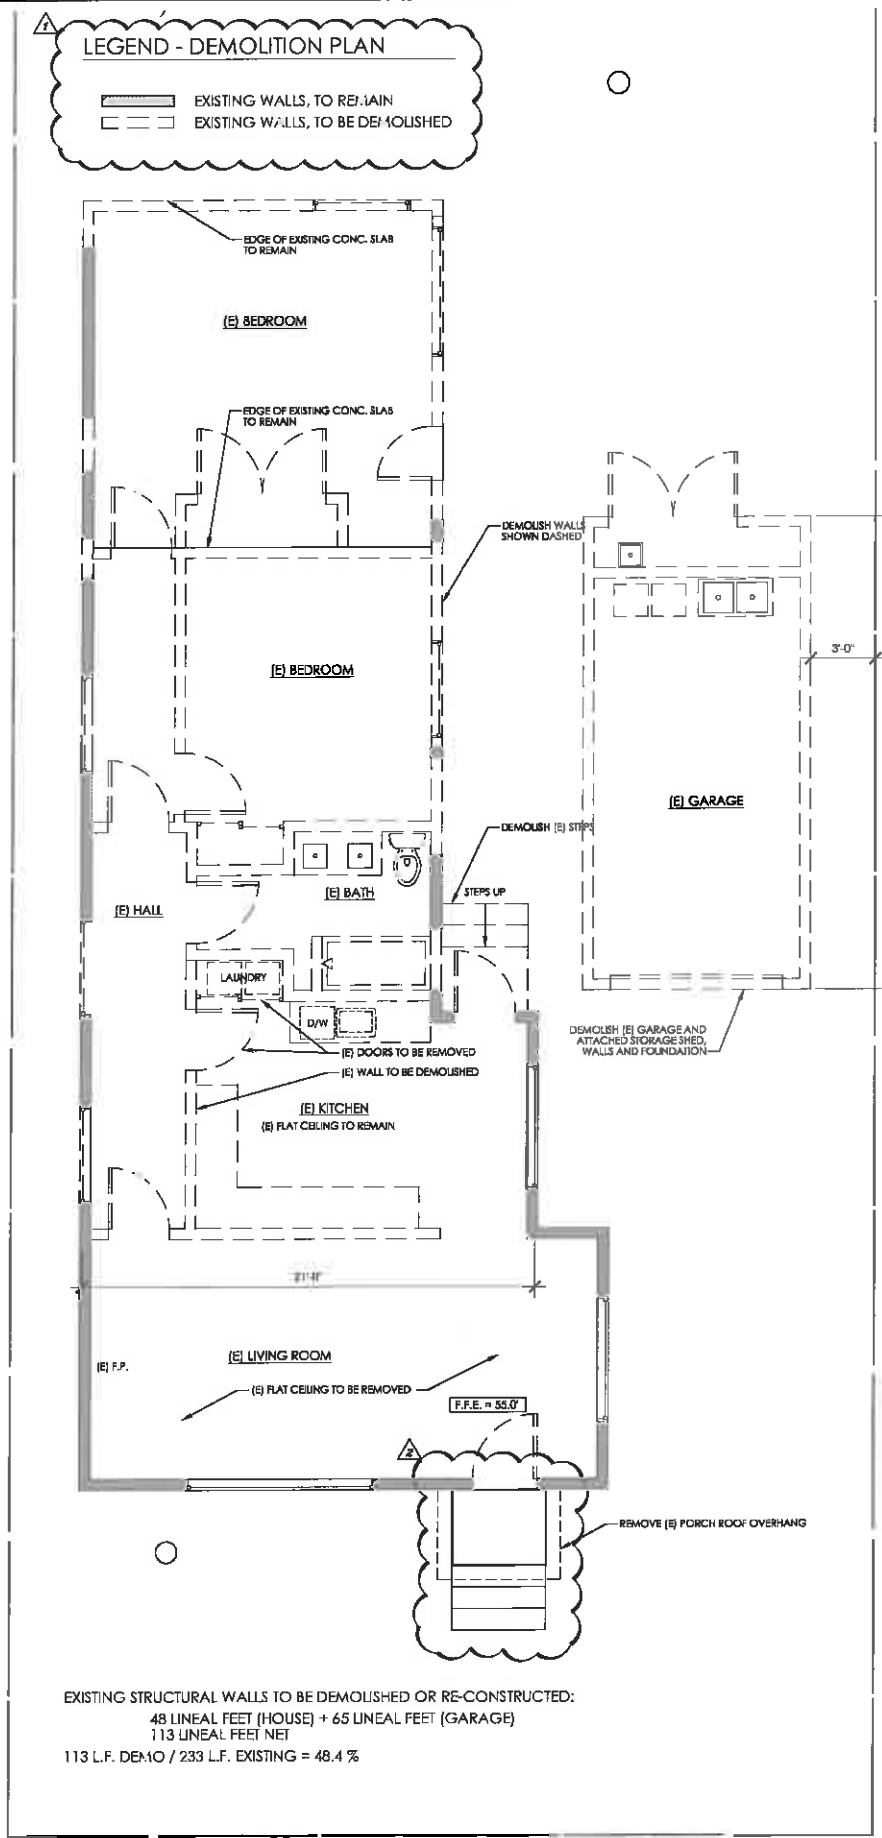 1
LEGEND - DEMOLITION PLAN
EXISTING WALLS, TO REMAIN
EXISTING WALLS, TO BE DEMOLISHED
EDGE OF EXISTING CONC. SLAB
TO REMAIN
(E) BEDROOM
EDGE OF EXISTING CONC. SLAB
TO REMAIN
DEMOLISH WALLS
SHOWN DASHED
3'-0"
(E) BEDROOM
(E) GARAGE
DEMOLISH (E) STEPS
STEPS UP
(E) BATH
(E) HALL
LAUNDRY
D/W
DEMOLISH (E) GARAGE AND
ATTACHED STORAGE SHED,
WALLS AND FOUNDATION
(E) DOORS TO BE REMOVED
(E) WALL TO BE DEMOLISHED
(E) KITCHEN
(E) FLAT CEILING TO REMAIN
(E) LIVING ROOM
(E) F.P.
(E) FLAT CEILING TO BE REMOVED
F.F.E. = 55.0'
2
REMOVE (E) PORCH ROOF OVERHANG
EXISTING STRUCTURAL WALLS TO BE DEMOLISHED OR RE-CONSTRUCTED:
48 LINEAL FEET (HOUSE) + 65 LINEAL FEET (GARAGE)
113 LINEAL FEET NET
113 L.F. DEMO / 233 L.F. EXISTING = 48.4 %